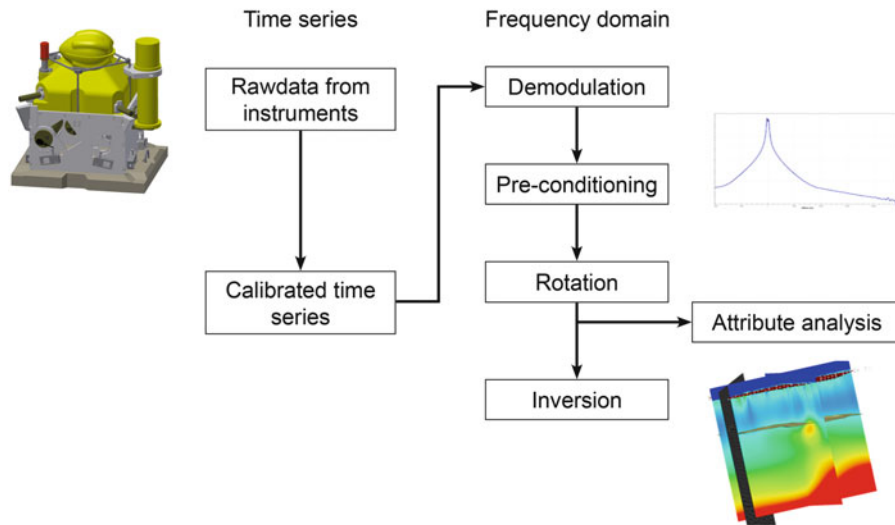 Time series
Frequency domain
Rawdata from
instruments
Calibrated time
series
Demodulation
Pre-conditioning
Rotation
Attribute analysis
Inversion